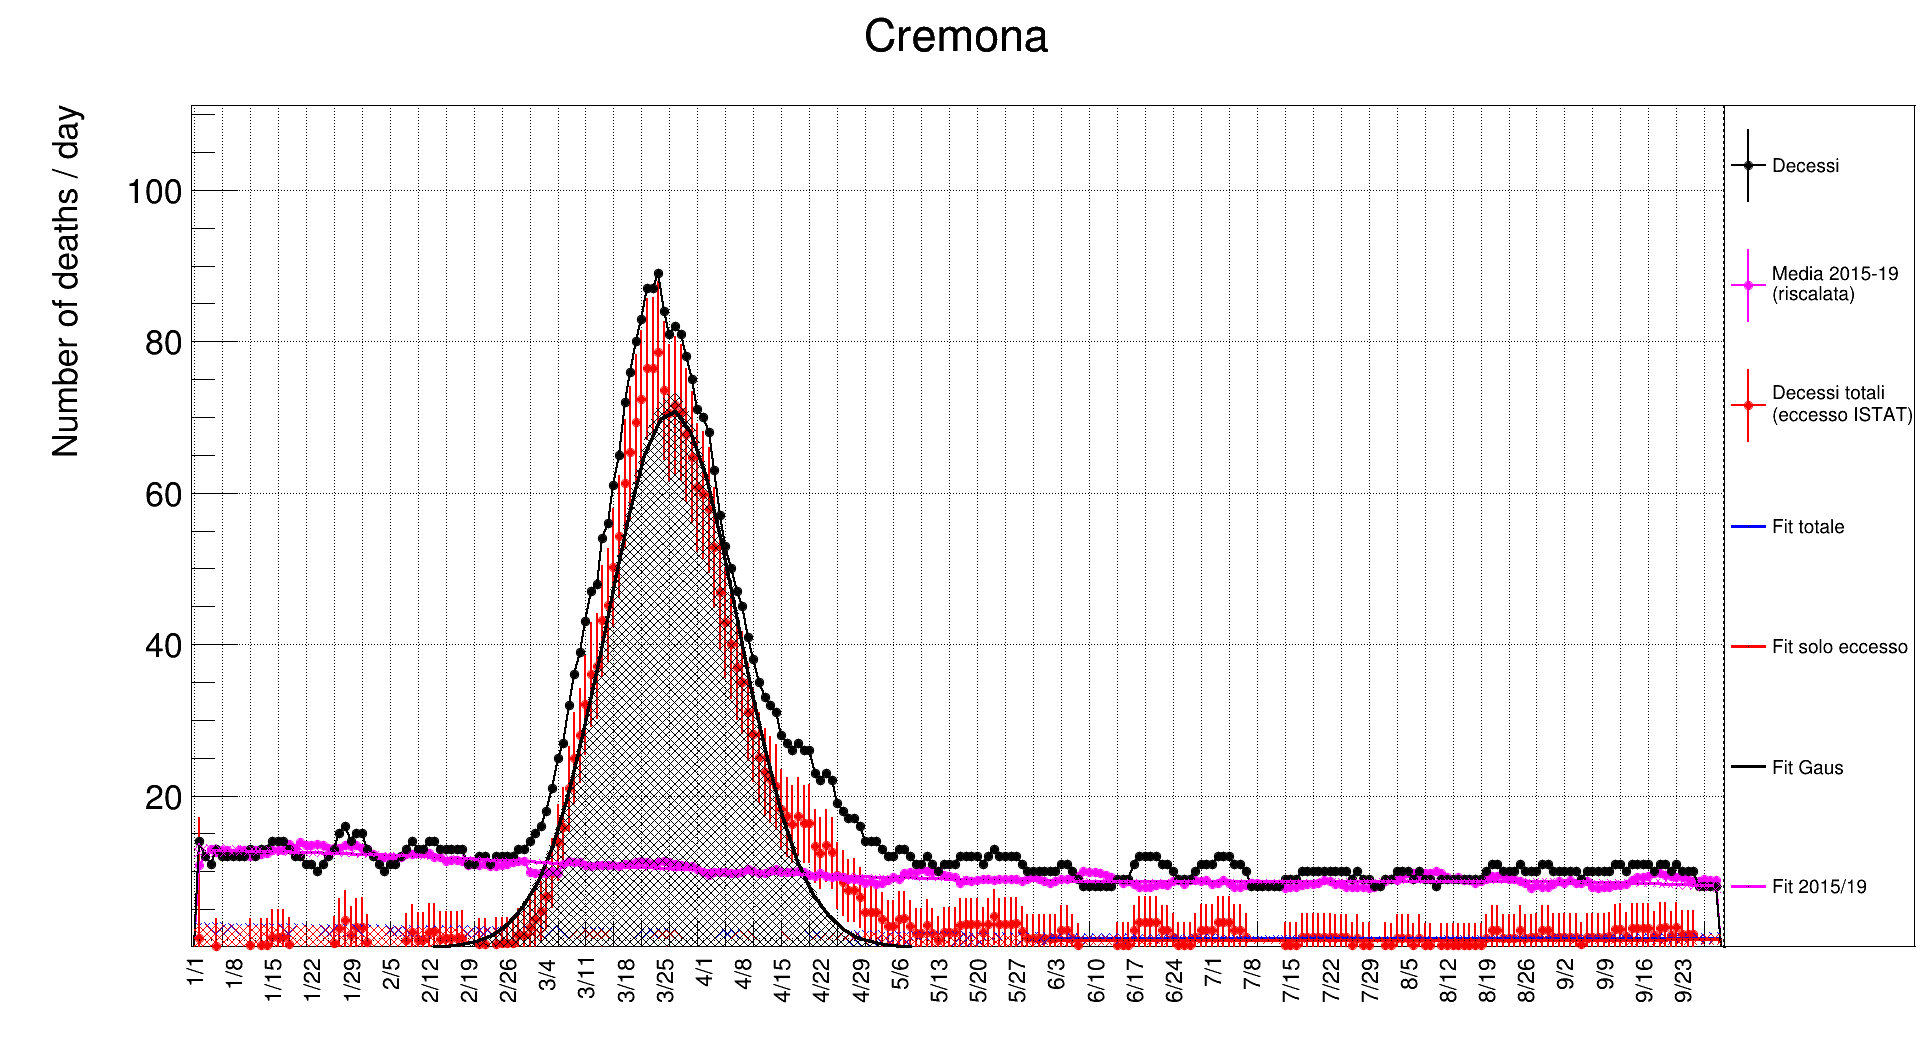 Cremona
Number of deaths / day
100
80
60
40
20
1/1 1/8 1/15 1/22 1/29 2/5 2/12 2/19 2/26 3/4 3/11 3/18 3/25 4/1 4/8 4/15 4/22 4/29 5/6 5/13 5/20 5/27 6/3 6/10 6/17 6/24 7/1 7/8 7/15 7/22 7/29 8/5 8/12 8/19 8/26 9/2 9/9 9/16 9/23
Decessi
Media 2015-19
(riscalata)
Decessi totali
(eccesso ISTAT)
Fit totale
Fit solo eccesso
Fit Gaus
Fit 2015/19